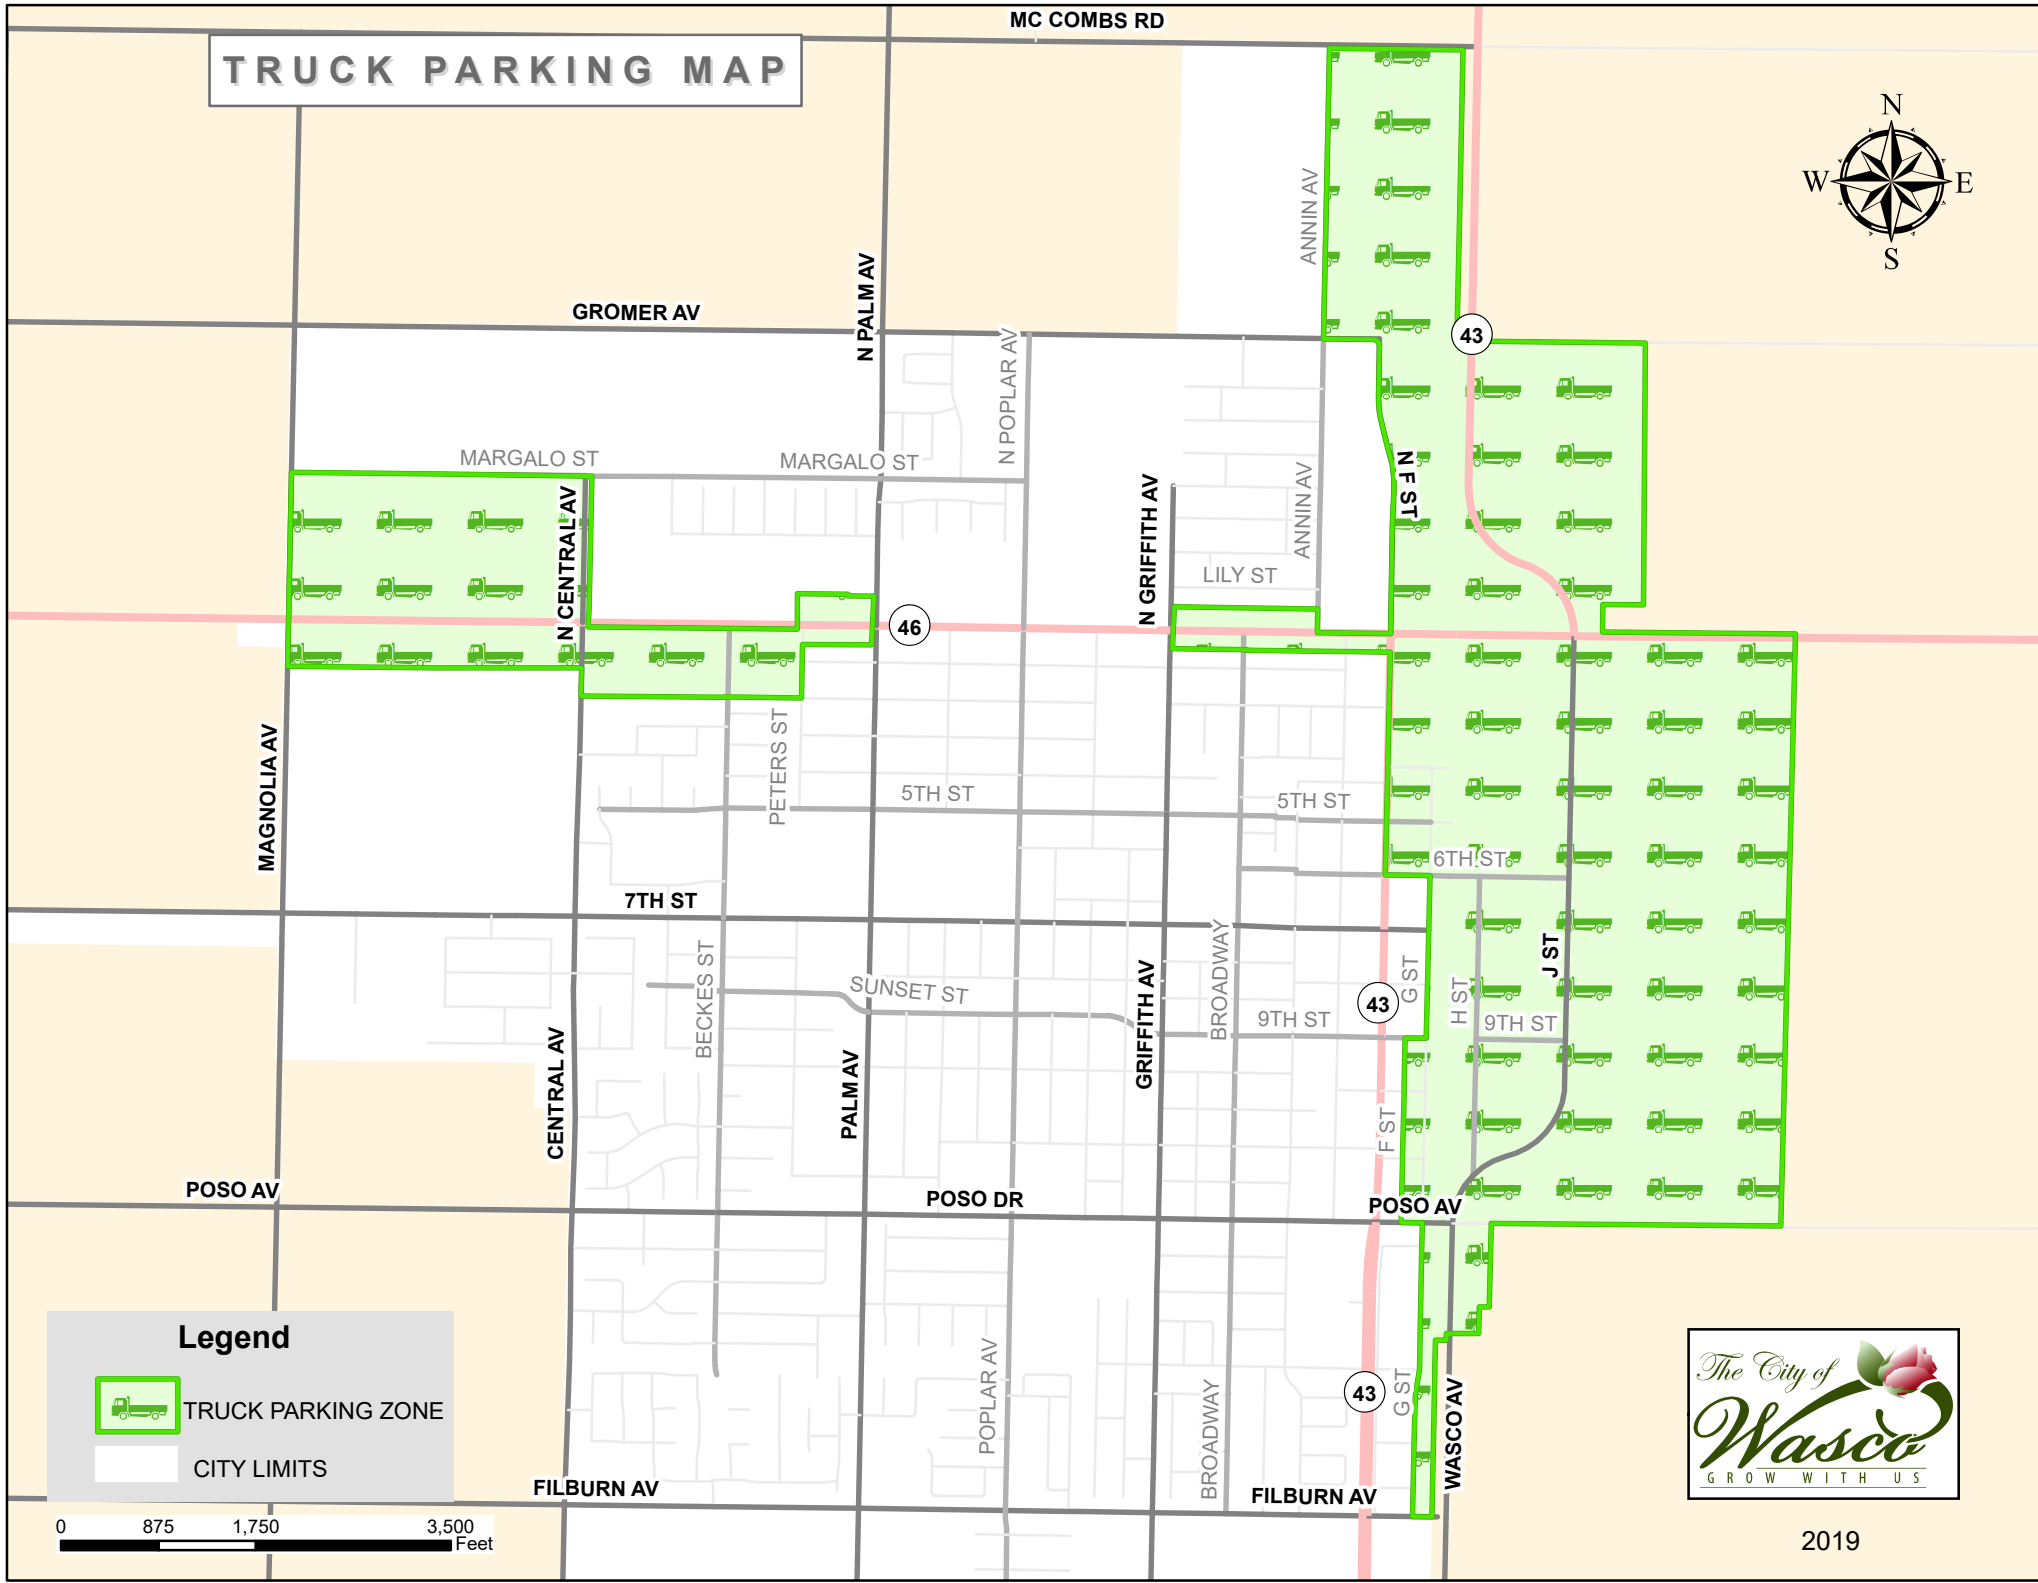 MC COMBS RD
TRUCK PARKING MAP
N
W
E
S
ANNIN AV
N PALM AV
GROMER AV
43
N POPLAR AV
MARGALO ST
MARGALO ST
N F ST
N CENTRAL AV
N GRIFFITH AV
ANNIN AV
LILY ST
46
MAGNOLIA AV
PETERS ST
5TH ST
5TH ST
6TH ST
7TH ST
BECKES ST
SUNSET ST
BROADWAY
G ST
H ST
J ST
43
9TH ST
9TH ST
CENTRAL AV
PALM AV
GRIFFITH AV
F ST
POSO AV
POSO DR
POSO AV
Legend
TRUCK PARKING ZONE
CITY LIMITS
POPLAR AV
BROADWAY
43
G ST
WASCO AV
FILBURN AV
FILBURN AV
0 875 1,750 3,500
Feet
The City of
Wasco
GROW WITH US
2019